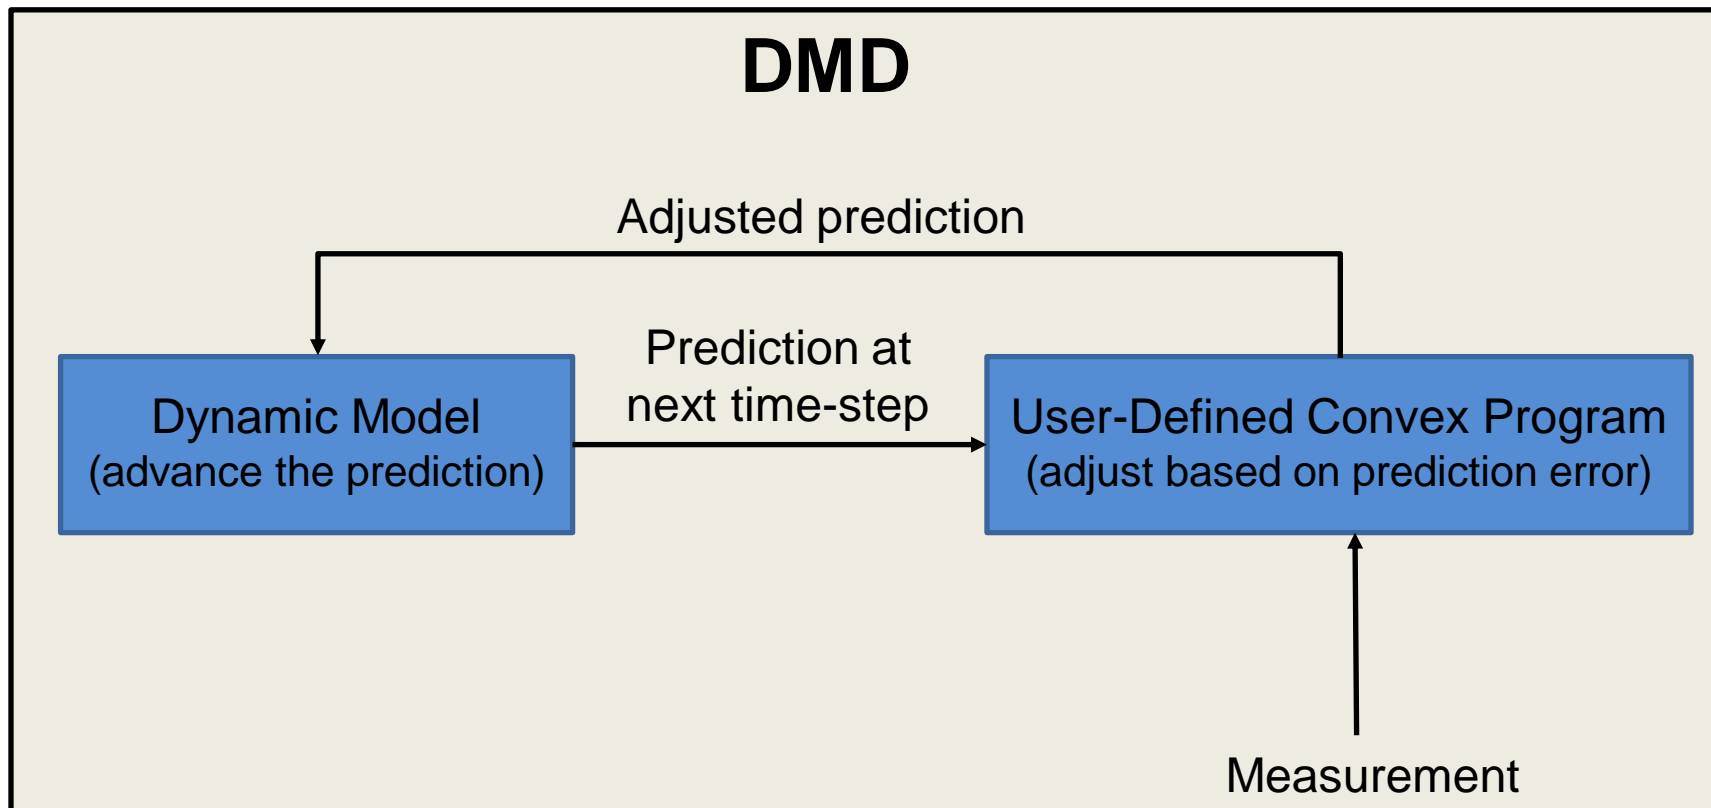 DMD
Adjusted prediction
Prediction at
next time-step
Dynamic Model
(advance the prediction)
User-Defined Convex Program
(adjust based on prediction error)
Measurement